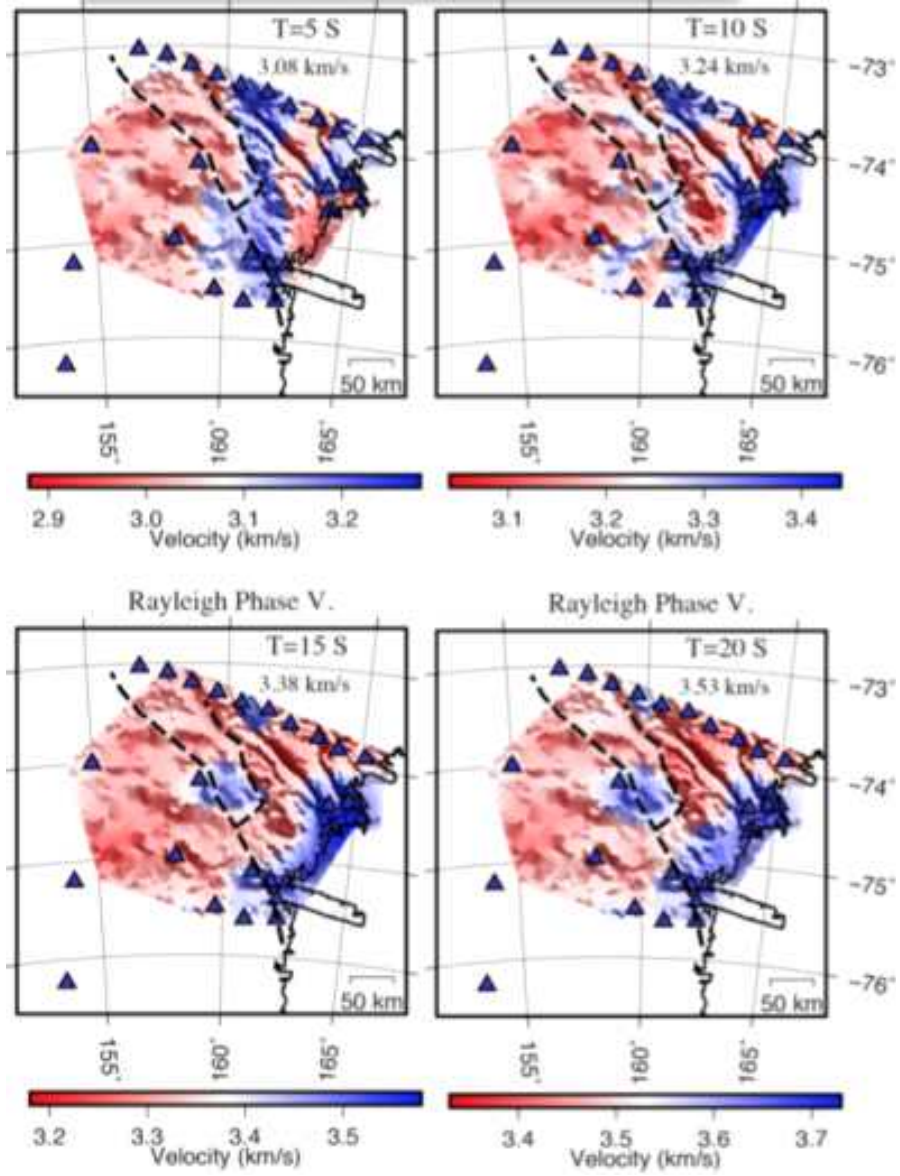 T=5 S
3.08 km/s
50 km
155°
160°
165°
2.9 3.0 3.1 3.2
Velocity (km/s)
T=10 S
3.24 km/s
-73°
-74°
-75°
-76°
50 km
155°
160°
165°
3.1 3.2 3.3 3.4
Velocity (km/s)
Rayleigh Phase V.
T=15 S
3.38 km/s
50 km
155°
160°
165°
3.2 3.3 3.4 3.5
Velocity (km/s)
Rayleigh Phase V.
T=20 S
3.53 km/s
-73°
-74°
-75°
-76°
50 km
155°
160°
165°
3.4 3.5 3.6 3.7
Velocity (km/s)